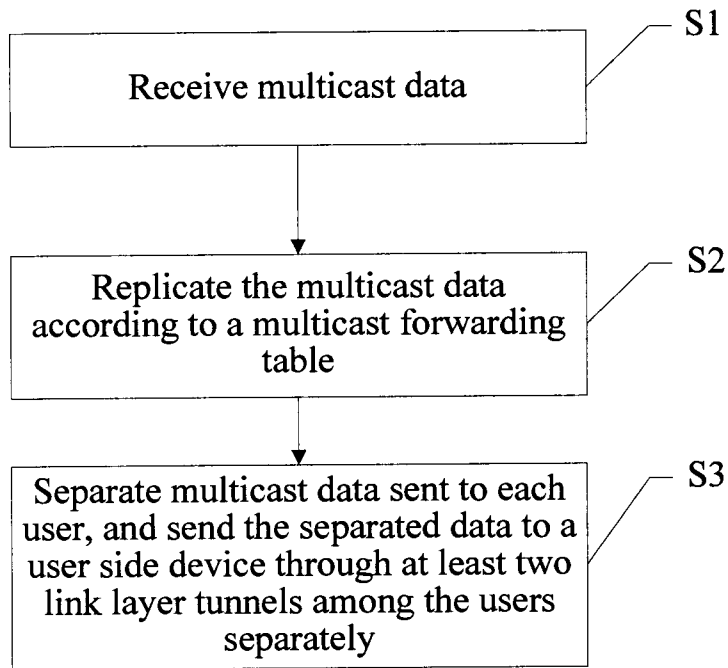 S1
Receive multicast data
S2
Replicate the multicast data
according to a multicast forwarding
table
S3
Separate multicast data sent to each
user, and send the separated data to a
user side device through at least two
link layer tunnels among the users
separately